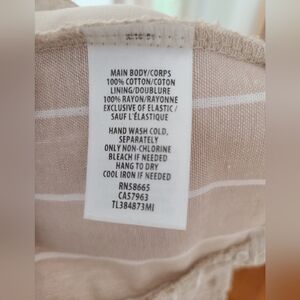 MAIN BODY/CORPS
100% COTTON/COTON
LINING/DOUBLURE
100% RAYON/RAYONNE
EXCLUSIVE OF ELASTIC /
SAUF L'ÉLASTIQUE
HAND WASH COLD,
SEPARATELY
ONLY NON-CHLORINE
BLEACH IF NEEDED
HANG TO DRY
COOL IRON IF NEEDED
RN58665
CA57963
TL384873MI